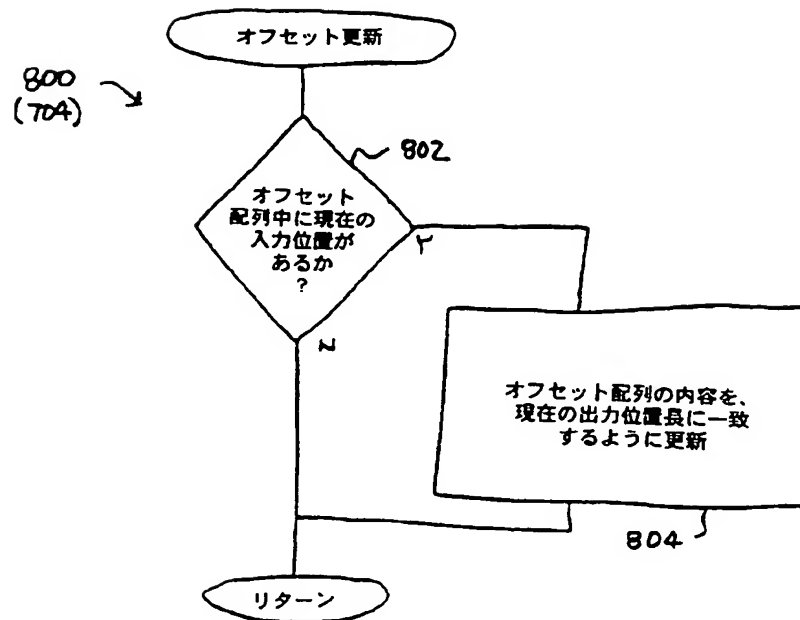 オフセット更新
800
(704)
802
オフセット
配列中に現在の
入力位置が
あるか
?
Y
N
オフセット配列の内容を、
現在の出力位置長に一致
するように更新
804
リターン